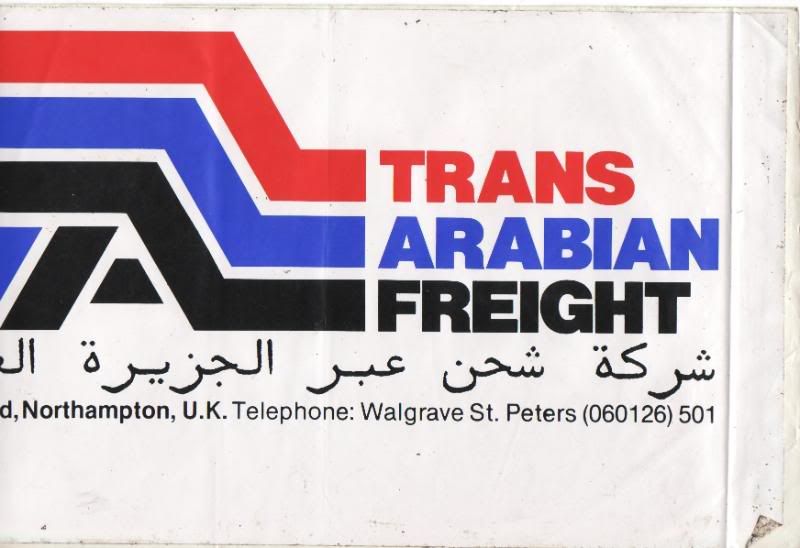 TRANS
ARABIAN
FREIGHT
شركة شحن عبر الجزيرة
d, Northampton, U.K. Telephone: Walgrave St. Peters (060126) 501